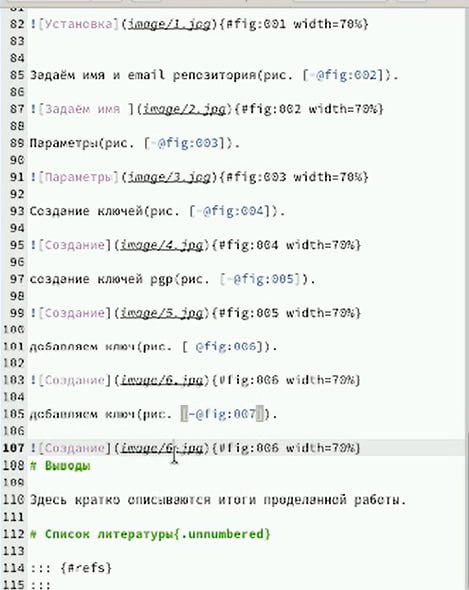 81
82 ![Установка](image/1.jpg){#fig:001 width=70%}
83
84
85 Задаём имя и email репозитория(рис. [-@fig:002]).
86
87 ![Задаём имя ](image/2.jpg){#fig:002 width=70%}
88
89 Параметры(рис. [-@fig:003]).
90
91 ![Параметры](image/3.jpg){#fig:003 width=70%}
92
93 Создание ключей(рис. [-@fig:004]).
94
95 ![Создание](image/4.jpg){#fig:004 width=70%}
96
97 создание ключей pgp(рис. [-@fig:005]).
98
99 ![Создание](image/5.jpg){#fig:005 width=70%}
100
101 добавляем ключ(рис. [-@fig:006]).
102
103 ![Создание](image/6.jpg){#fig:006 width=70%}
104
105 добавляем ключ(рис. [-@fig:007]).
106
107 ![Создание](image/6.jpg){#fig:006 width=70%}
108 # Выводы
109
110 Здесь кратко описываются итоги проделанной работы.
111
112 # Список литературы{.unnumbered}
113
114 ::: {#refs}
115 :::